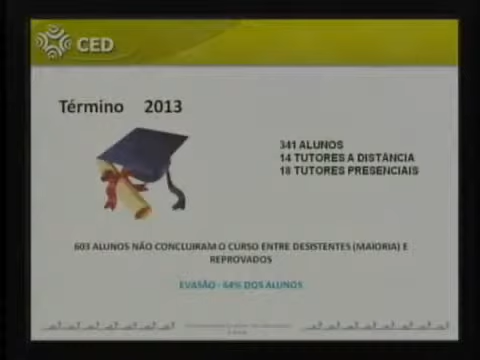 CED
Término 2013
341 ALUNOS
14 TUTORES A DISTÂNCIA
18 TUTORES PRESENCIAIS
603 ALUNOS NÃO CONCLUIRAM O CURSO ENTRE DESISTENTES (MAIORIA) E
REPROVADOS
EVASÃO - 64% DOS ALUNOS